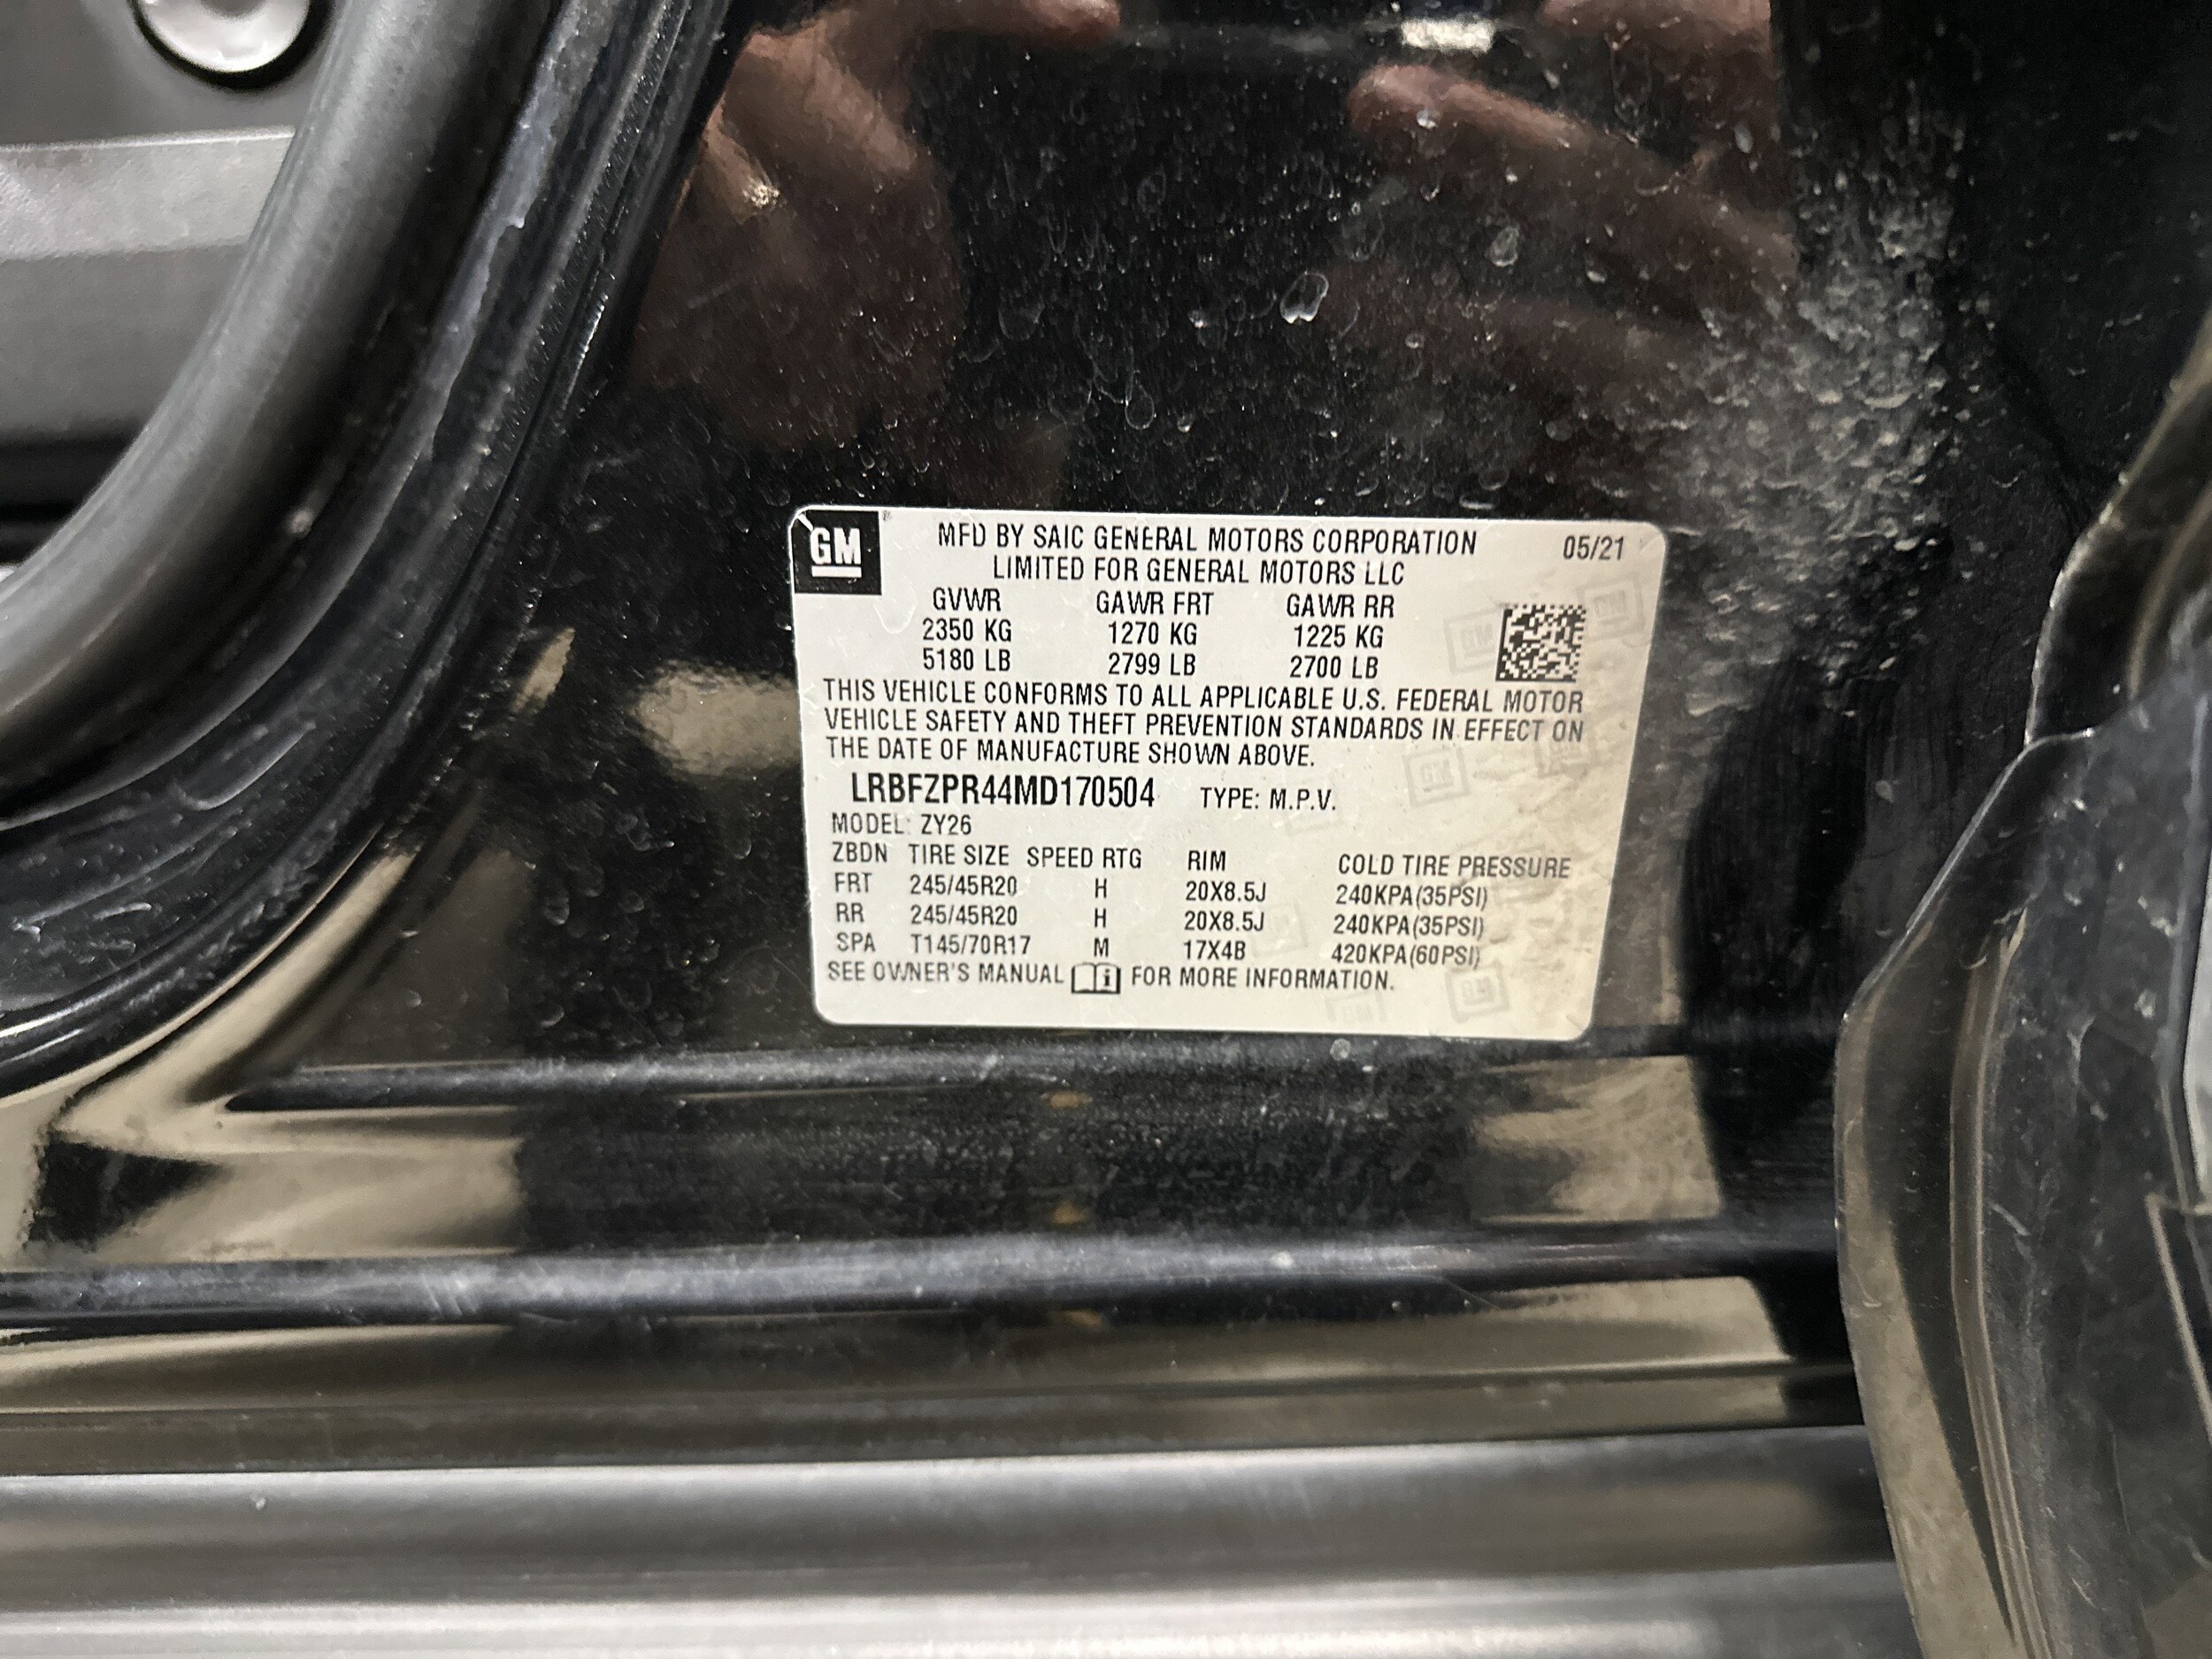 GM
MFD BY SAIC GENERAL MOTORS CORPORATION 05/21
LIMITED FOR GENERAL MOTORS LLC
GVWR GAWR FRT GAWR RR
2350 KG 1270 KG 1225 KG
5180 LB 2799 LB 2700 LB
THIS VEHICLE CONFORMS TO ALL APPLICABLE U.S. FEDERAL MOTOR
VEHICLE SAFETY AND THEFT PREVENTION STANDARDS IN EFFECT ON
THE DATE OF MANUFACTURE SHOWN ABOVE.
LRBFZPR44MD170504 TYPE: M.P.V.
MODEL: ZY26
ZBDN TIRE SIZE SPEED RTG RIM COLD TIRE PRESSURE
FRT 245/45R20 H 20X8.5J 240KPA(35PSI)
RR 245/45R20 H 20X8.5J 240KPA(35PSI)
SPA T145/70R17 M 17X4B 420KPA(60PSI)
SEE OWNER'S MANUAL i FOR MORE INFORMATION.